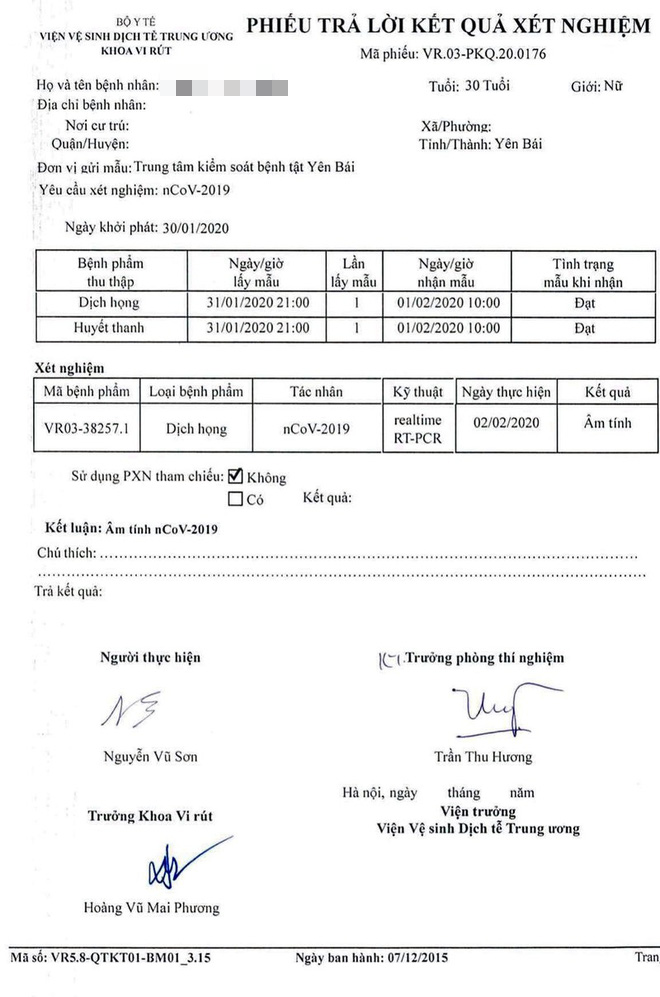 BỘ Y TẾ
VIỆN VỆ SINH DỊCH TẾ TRUNG ƯƠNG
KHOA VI RÚT
PHIẾU TRẢ LỜI KẾT QUẢ XÉT NGHIỆM
Mã phiếu: VR.03-PKQ.20.0176
Họ và tên bệnh nhân:
Tuổi: 30 Tuổi Giới: Nữ
Địa chỉ bệnh nhân:
Nơi cư trú: Xã/Phường:
Quận/Huyện: Tỉnh/Thành: Yên Bái
Đơn vị gửi mẫu: Trung tâm kiểm soát bệnh tật Yên Bái
Yêu cầu xét nghiệm: nCoV-2019
Ngày khởi phát: 30/01/2020
Bệnh phẩm thu thập Ngày/giờ lấy mẫu Lần lấy mẫu Ngày/giờ nhận mẫu Tình trạng mẫu khi nhận
Dịch họng 31/01/2020 21:00 1 01/02/2020 10:00 Đạt
Huyết thanh 31/01/2020 21:00 1 01/02/2020 10:00 Đạt
Xét nghiệm
Mã bệnh phẩm Loại bệnh phẩm Tác nhân Kỹ thuật Ngày thực hiện Kết quả
VR03-38257.1 Dịch họng nCoV-2019 realtime RT-PCR 02/02/2020 Âm tính
Sử dụng PXN tham chiếu: ☑ Không
☐ Có Kết quả:
Kết luận: Âm tính nCoV-2019
Chú thích:
Trả kết quả:
Người thực hiện KT. Trưởng phòng thí nghiệm
Nguyễn Vũ Sơn Trần Thu Hương
Hà nội, ngày tháng năm
Trưởng Khoa Vi rút Viện trưởng
Viện Vệ sinh Dịch tễ Trung ương
Hoàng Vũ Mai Phương
Mã số: VR5.8-QTKT01-BM01_3.15 Ngày ban hành: 07/12/2015 Tran